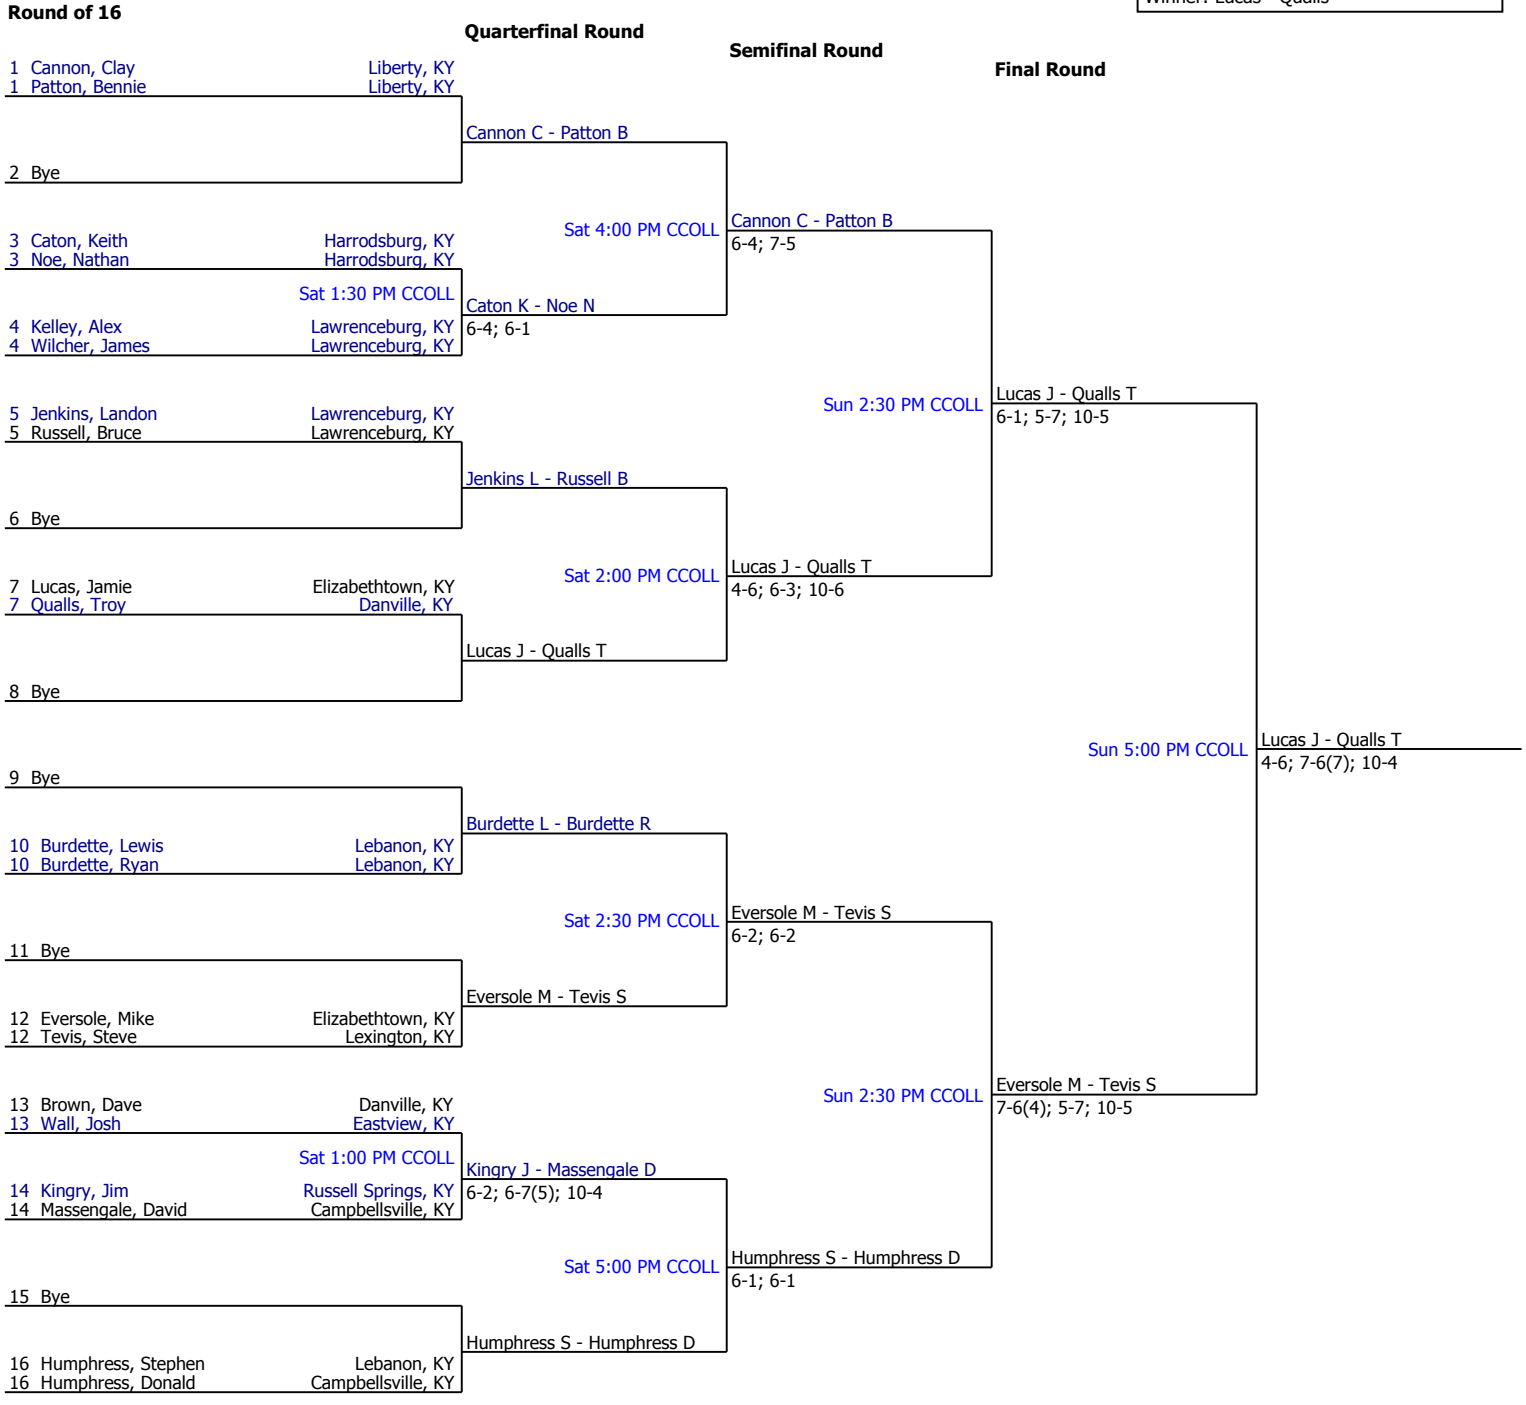 Winner: Lucas - Qualls
Round of 16
Quarterfinal Round
Semifinal Round
Final Round
1 Cannon, Clay Liberty, KY
1 Patton, Bennie Liberty, KY
Cannon C - Patton B
2 Bye
Sat 4:00 PM CCOLL
Cannon C - Patton B
6-4; 7-5
3 Caton, Keith Harrodsburg, KY
3 Noe, Nathan Harrodsburg, KY
Sat 1:30 PM CCOLL
Caton K - Noe N
6-4; 6-1
4 Kelley, Alex Lawrenceburg, KY
4 Wilcher, James Lawrenceburg, KY
Sun 2:30 PM CCOLL
Lucas J - Qualls T
6-1; 5-7; 10-5
5 Jenkins, Landon Lawrenceburg, KY
5 Russell, Bruce Lawrenceburg, KY
Jenkins L - Russell B
6 Bye
Sat 2:00 PM CCOLL
Lucas J - Qualls T
4-6; 6-3; 10-6
7 Lucas, Jamie Elizabethtown, KY
7 Qualls, Troy Danville, KY
Lucas J - Qualls T
8 Bye
Sun 5:00 PM CCOLL
Lucas J - Qualls T
4-6; 7-6(7); 10-4
9 Bye
Burdette L - Burdette R
10 Burdette, Lewis Lebanon, KY
10 Burdette, Ryan Lebanon, KY
Sat 2:30 PM CCOLL
Eversole M - Tevis S
6-2; 6-2
11 Bye
Eversole M - Tevis S
12 Eversole, Mike Elizabethtown, KY
12 Tevis, Steve Lexington, KY
Sun 2:30 PM CCOLL
Eversole M - Tevis S
7-6(4); 5-7; 10-5
13 Brown, Dave Danville, KY
13 Wall, Josh Eastview, KY
Sat 1:00 PM CCOLL
Kingry J - Massengale D
6-2; 6-7(5); 10-4
14 Kingry, Jim Russell Springs, KY
14 Massengale, David Campbellsville, KY
Sat 5:00 PM CCOLL
Humphress S - Humphress D
6-1; 6-1
15 Bye
Humphress S - Humphress D
16 Humphress, Stephen Lebanon, KY
16 Humphress, Donald Campbellsville, KY